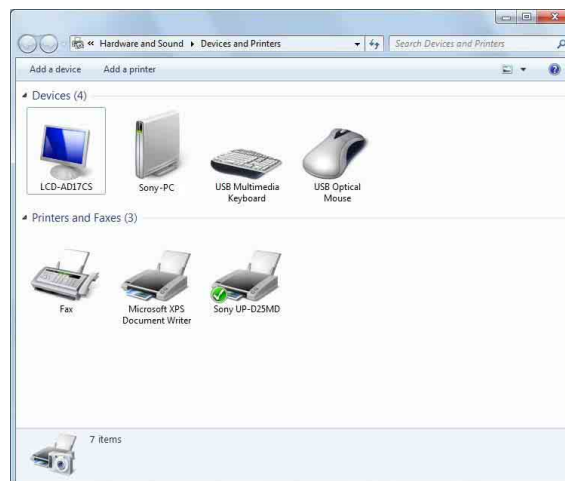 « Hardware and Sound ▸ Devices and Printers
Search Devices and Printers
Add a device Add a printer
Devices (4)
LCD-AD17CS
Sony-PC
USB Multimedia
Keyboard
USB Optical
Mouse
Printers and Faxes (3)
Fax
Microsoft XPS
Document Writer
Sony UP-D25MD
7 items